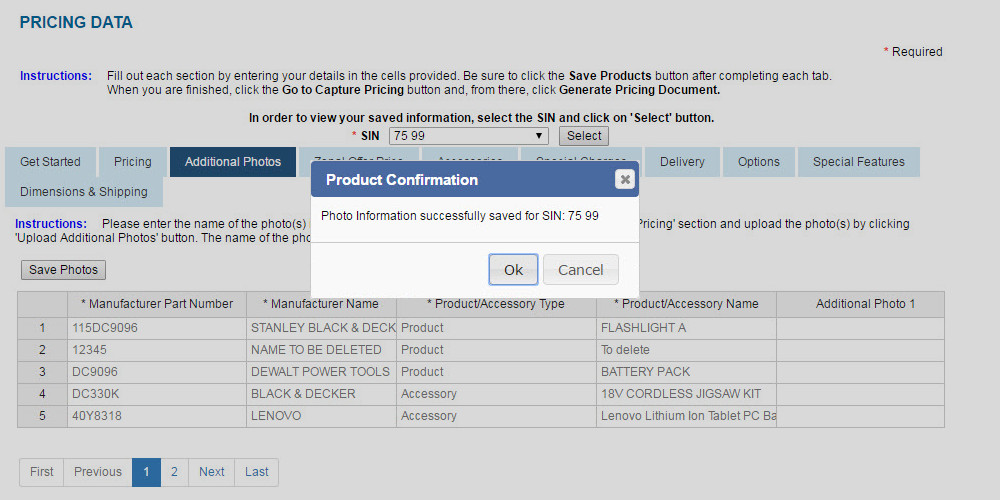 PRICING DATA
* Required
Instructions: Fill out each section by entering your details in the cells provided. Be sure to click the Save Products button after completing each tab.
When you are finished, click the Go to Capture Pricing button and, from there, click Generate Pricing Document.
In order to view your saved information, select the SIN and click on 'Select' button.
* SIN 75 99 Select
Get Started Pricing Additional Photos Zonal Offer Price Accessories Special Charges Delivery Options Special Features
Dimensions & Shipping
Product Confirmation
Photo Information successfully saved for SIN: 75 99
Ok Cancel
Instructions: Please enter the name of the photo(s) Pricing' section and upload the photo(s) by clicking
'Upload Additional Photos' button. The name of the
Save Photos
* Manufacturer Part Number * Manufacturer Name * Product/Accessory Type * Product/Accessory Name Additional Photo 1
1 115DC9096 STANLEY BLACK & DECK Product FLASHLIGHT A
2 12345 NAME TO BE DELETED Product To delete
3 DC9096 DEWALT POWER TOOLS Product BATTERY PACK
4 DC330K BLACK & DECKER Accessory 18V CORDLESS JIGSAW KIT
5 40Y8318 LENOVO Accessory Lenovo Lithium Ion Tablet PC Ba
First Previous 1 2 Next Last